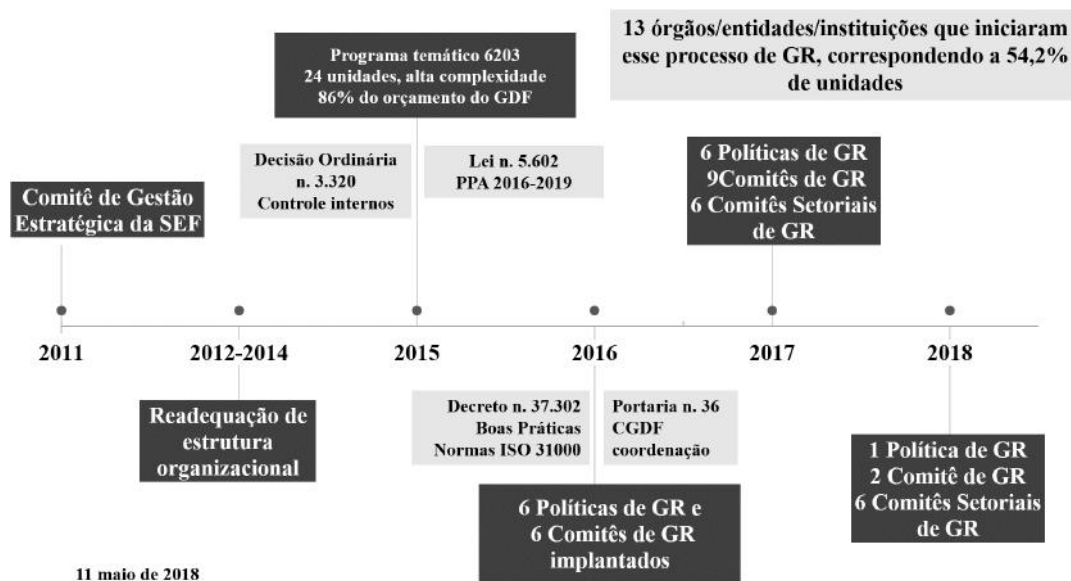 13 órgãos/entidades/instituições que iniciaram
esse processo de GR, correspondendo a 54,2%
de unidades
Programa temático 6203
24 unidades, alta complexidade
86% do orçamento do GDF
Decisão Ordinária
n. 3.320
Controle internos
Lei n. 5.602
PPA 2016-2019
Comitê de Gestão
Estratégica da SEF
6 Políticas de GR
9Comitês de GR
6 Comitês Setoriais
de GR
2011
2012-2014
2015
2016
2017
2018
Readequação de
estrutura
organizacional
Decreto n. 37.302
Boas Práticas
Normas ISO 31000
Portaria n. 36
CGDF
coordenação
6 Políticas de GR e
6 Comitês de GR
implantados
1 Política de GR
2 Comitê de GR
6 Comitês Setoriais
de GR
11 maio de 2018